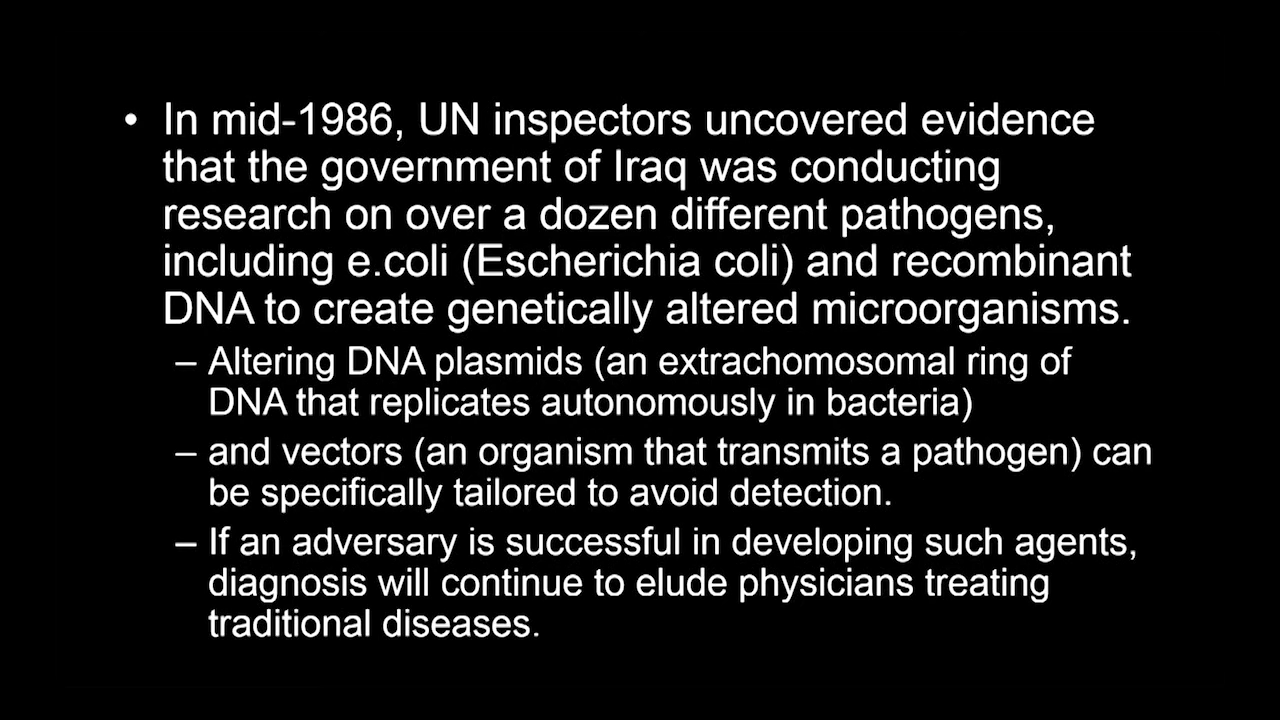 • In mid-1986, UN inspectors uncovered evidence
that the government of Iraq was conducting
research on over a dozen different pathogens,
including e.coli (Escherichia coli) and recombinant
DNA to create genetically altered microorganisms.
– Altering DNA plasmids (an extrachromosomal ring of
DNA that replicates autonomously in bacteria)
– and vectors (an organism that transmits a pathogen) can
be specifically tailored to avoid detection.
– If an adversary is successful in developing such agents,
diagnosis will continue to elude physicians treating
traditional diseases.